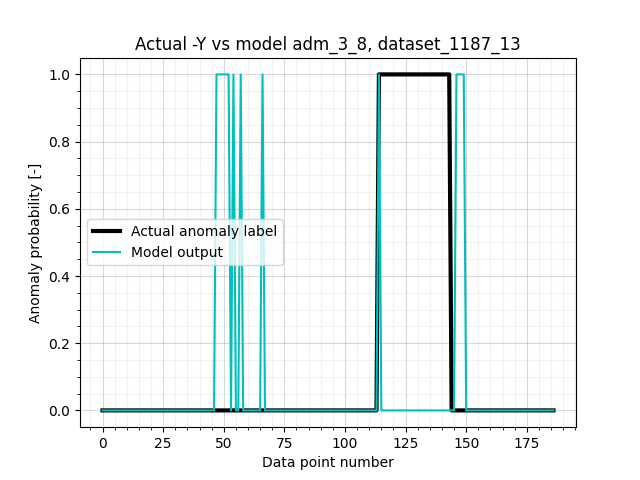 Actual -Y vs model adm_3_8, dataset_1187_13
1.0
0.8
0.6
0.4
0.2
0.0
Anomaly probability [-]
Actual anomaly label
Model output
0 25 50 75 100 125 150 175
Data point number